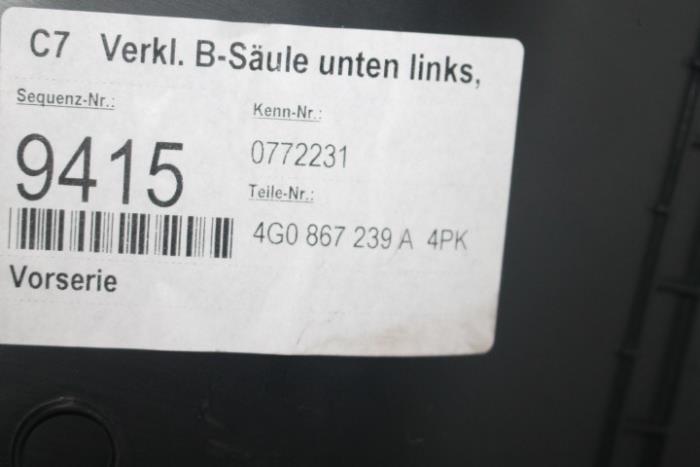 C7 Verkl. B-Säule unten links,
Sequenz-Nr.:
9415
Kenn-Nr.:
0772231
Teile-Nr.:
4G0 867 239 A 4PK
Vorserie